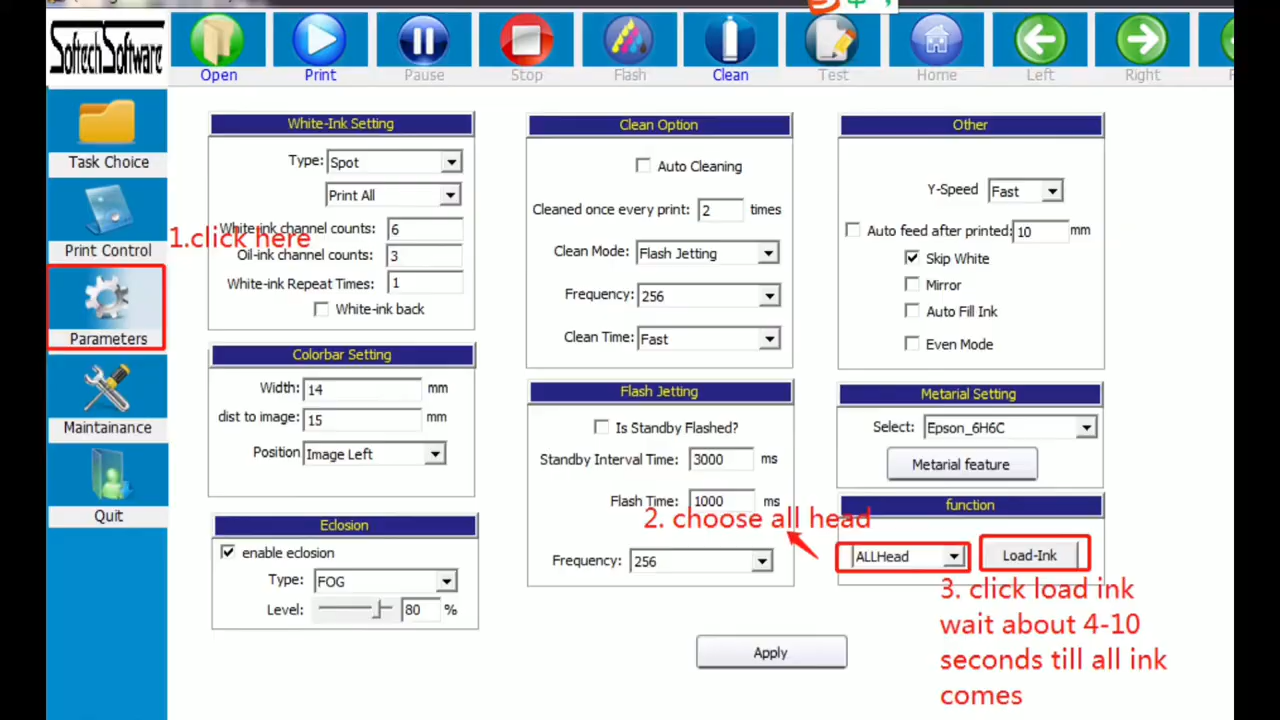 Softech Software
Open
Print
Pause
Stop
Flash
Clean
Test
Home
Left
Right
Task Choice
Print Control
Parameters
Maintainance
Quit
1.click here
White-Ink Setting
Type: Spot
Print All
White-ink channel counts: 6
Oil-ink channel counts: 3
White-ink Repeat Times: 1
White-ink back
Colorbar Setting
Width: 14 mm
dist to image: 15 mm
Position Image Left
Eclosion
enable eclosion
Type: FOG
Level: 80 %
Clean Option
Auto Cleaning
Cleaned once every print: 2 times
Clean Mode: Flash Jetting
Frequency: 256
Clean Time: Fast
Flash Jetting
Is Standby Flashed?
Standby Interval Time: 3000 ms
Flash Time: 1000 ms
2. choose all head
Frequency: 256
Apply
Other
Y-Speed Fast
Auto feed after printed: 10 mm
Skip White
Mirror
Auto Fill Ink
Even Mode
Metarial Setting
Select: Epson_6H6C
Metarial feature
function
ALLHead Load-Ink
3. click load ink
wait about 4-10
seconds till all ink
comes